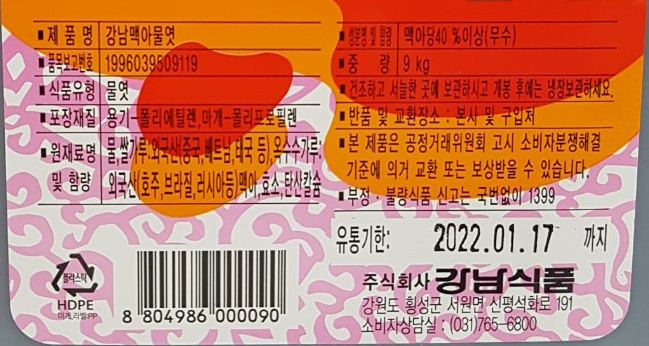 ■제 품 명 강남맥아물엿
■품목보고번호 1996039509119
■식품유형 물엿
■포장재질 용기-폴리에틸렌,마개-폴리프로필렌
■원재료명 및 함량 물,쌀가루:외국산(중국,베트남,태국 등),옥수수가루:
외국산(호주,브라질,러시아등)맥아,효소,탄산칼슘
■성분명 및 함량 맥아당40 %이상(무수)
■중 량 9 kg
■건조하고 서늘한 곳에 보관하시고 개봉 후에는 냉장보관하세요.
■반품 및 교환장소 : 본사 및 구입처
■본 제품은 공정거래위원회 고시 소비자분쟁해결
기준에 의거 교환 또는 보상받을 수 있습니다.
■부정·불량식품 신고는 국번없이 1399
유통기한: 2022.01.17 까지
주식회사 강남식품
강원도 횡성군 서원면 신평석화로 191
소비자상담실 : (031)765-6800
플라스틱
HDPE
마개,라벨:PP
8 804986 000090